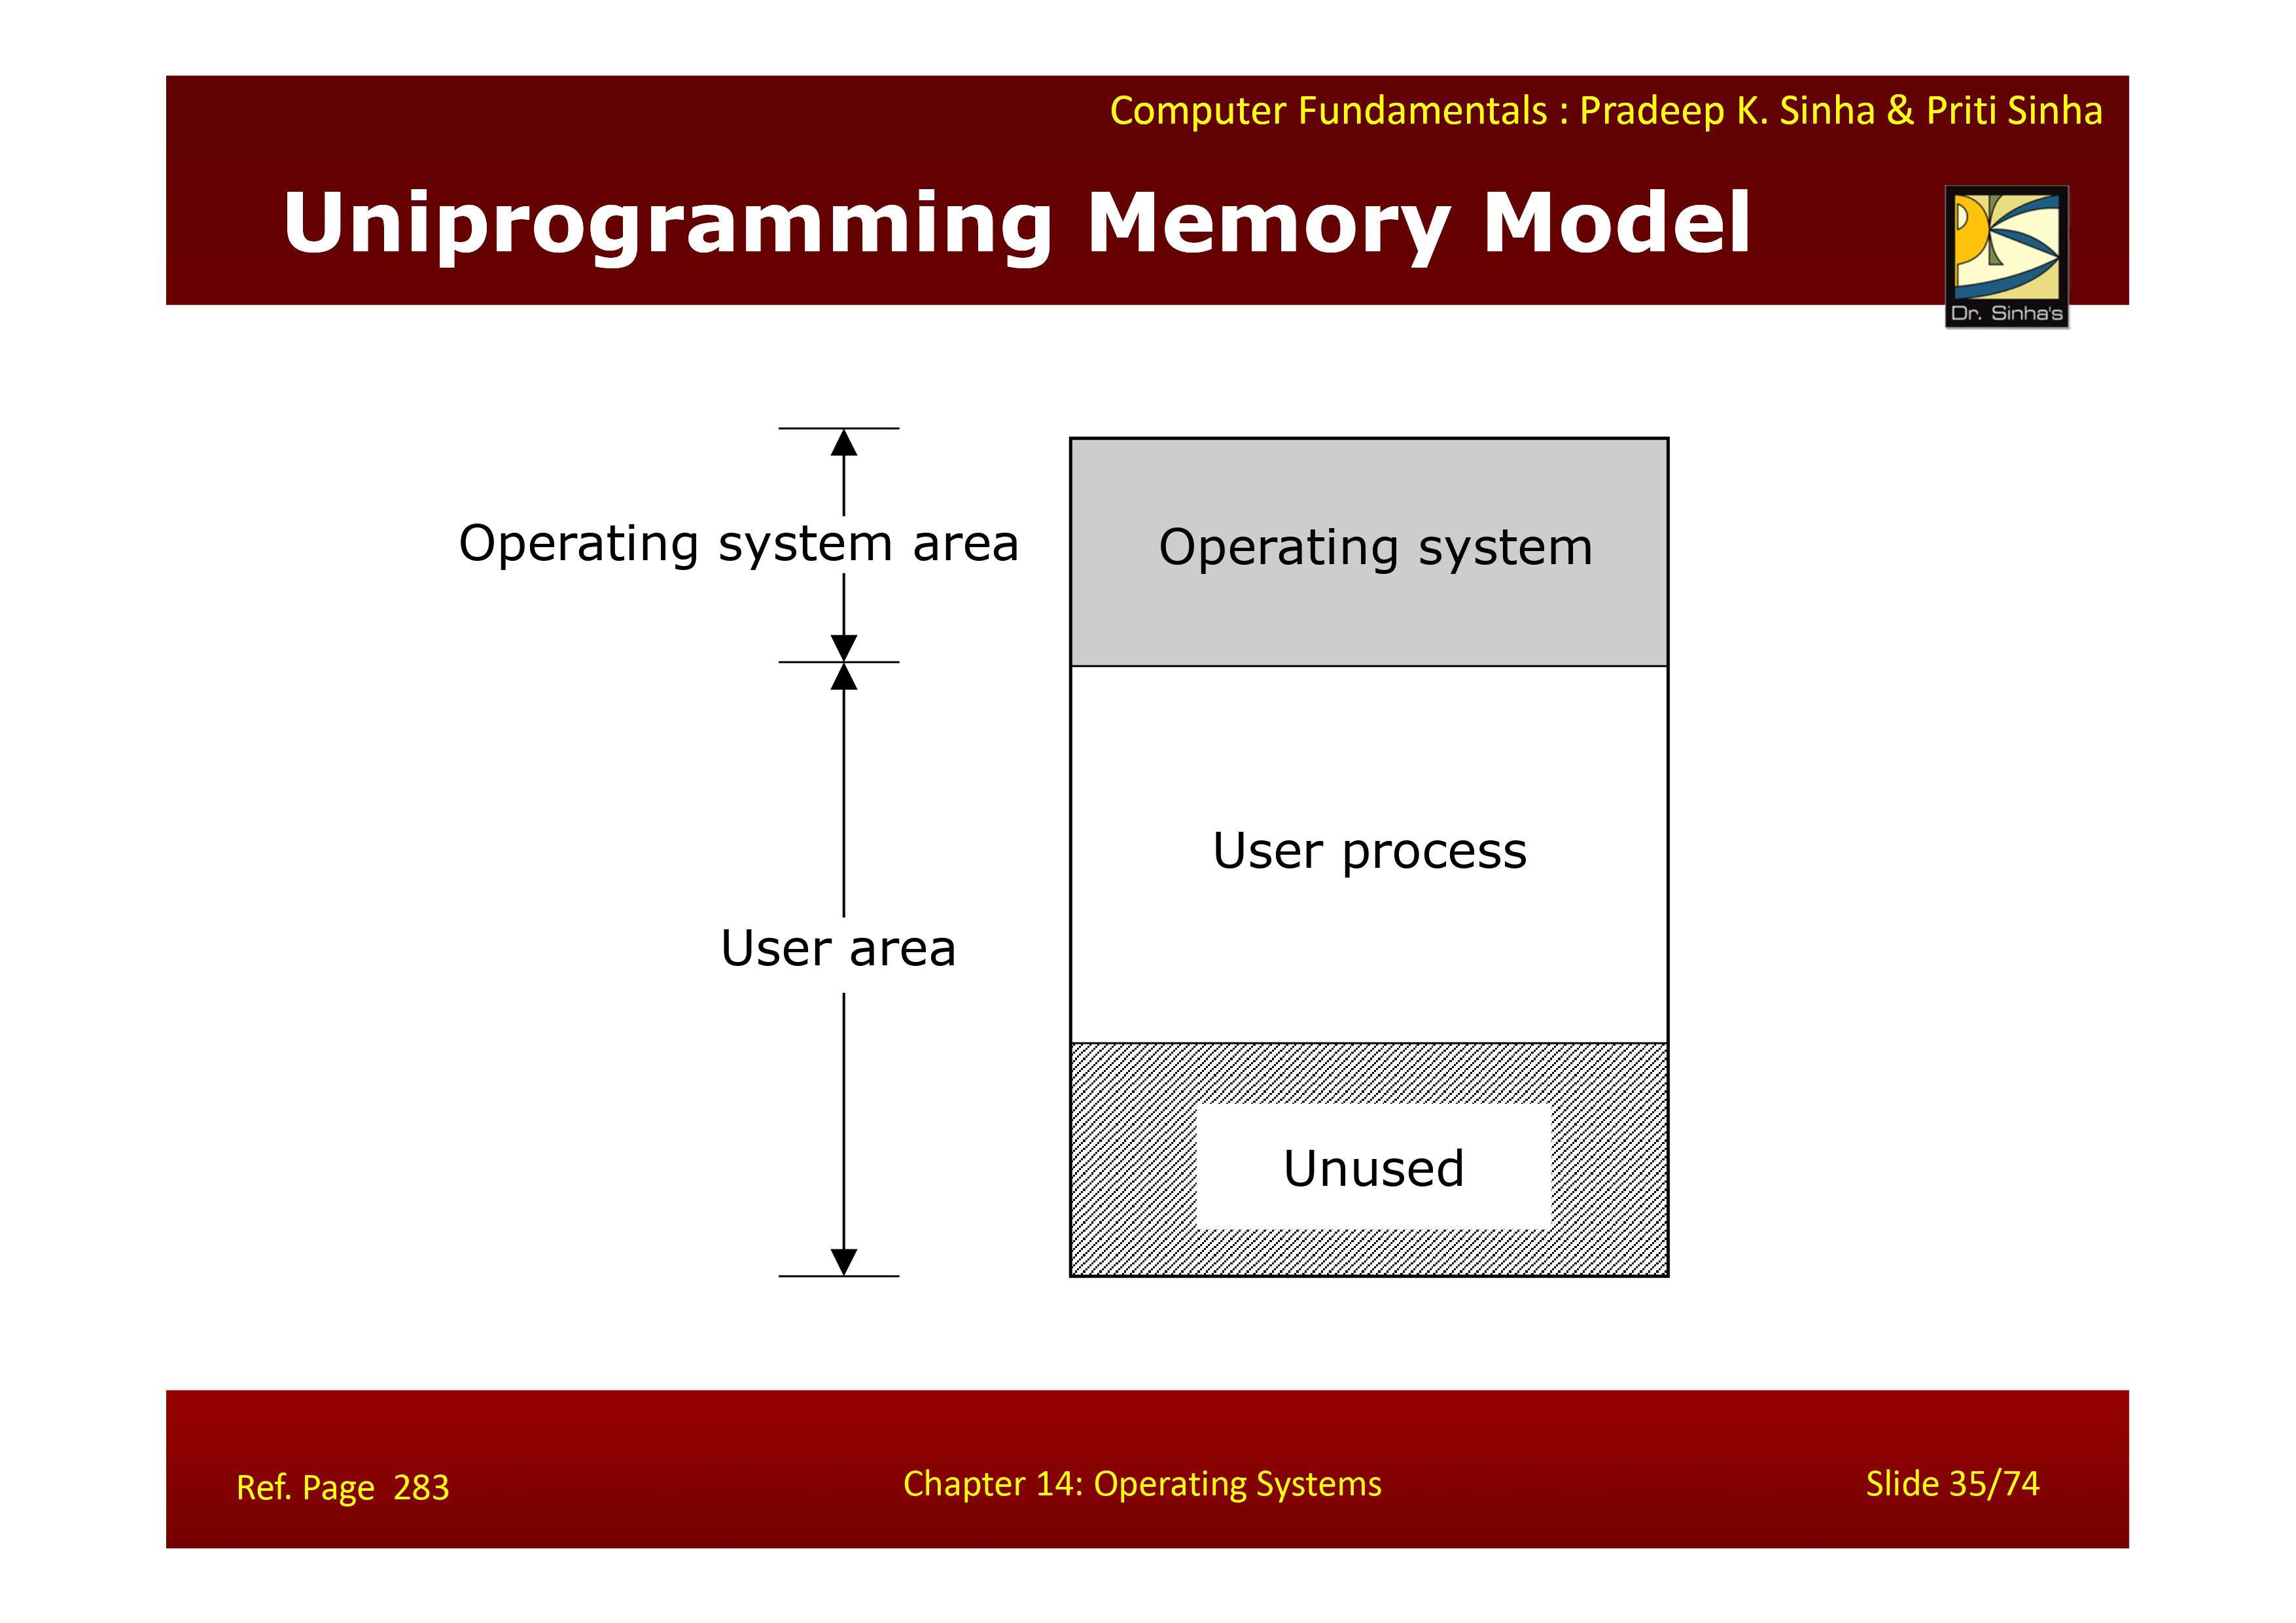 Computer Fundamentals : Pradeep K. Sinha & Priti Sinha
Uniprogramming Memory Model
Dr. Sinha's
Operating system area
Operating system
User process
User area
Unused
Ref. Page 283
Chapter 14: Operating Systems
Slide 35/74